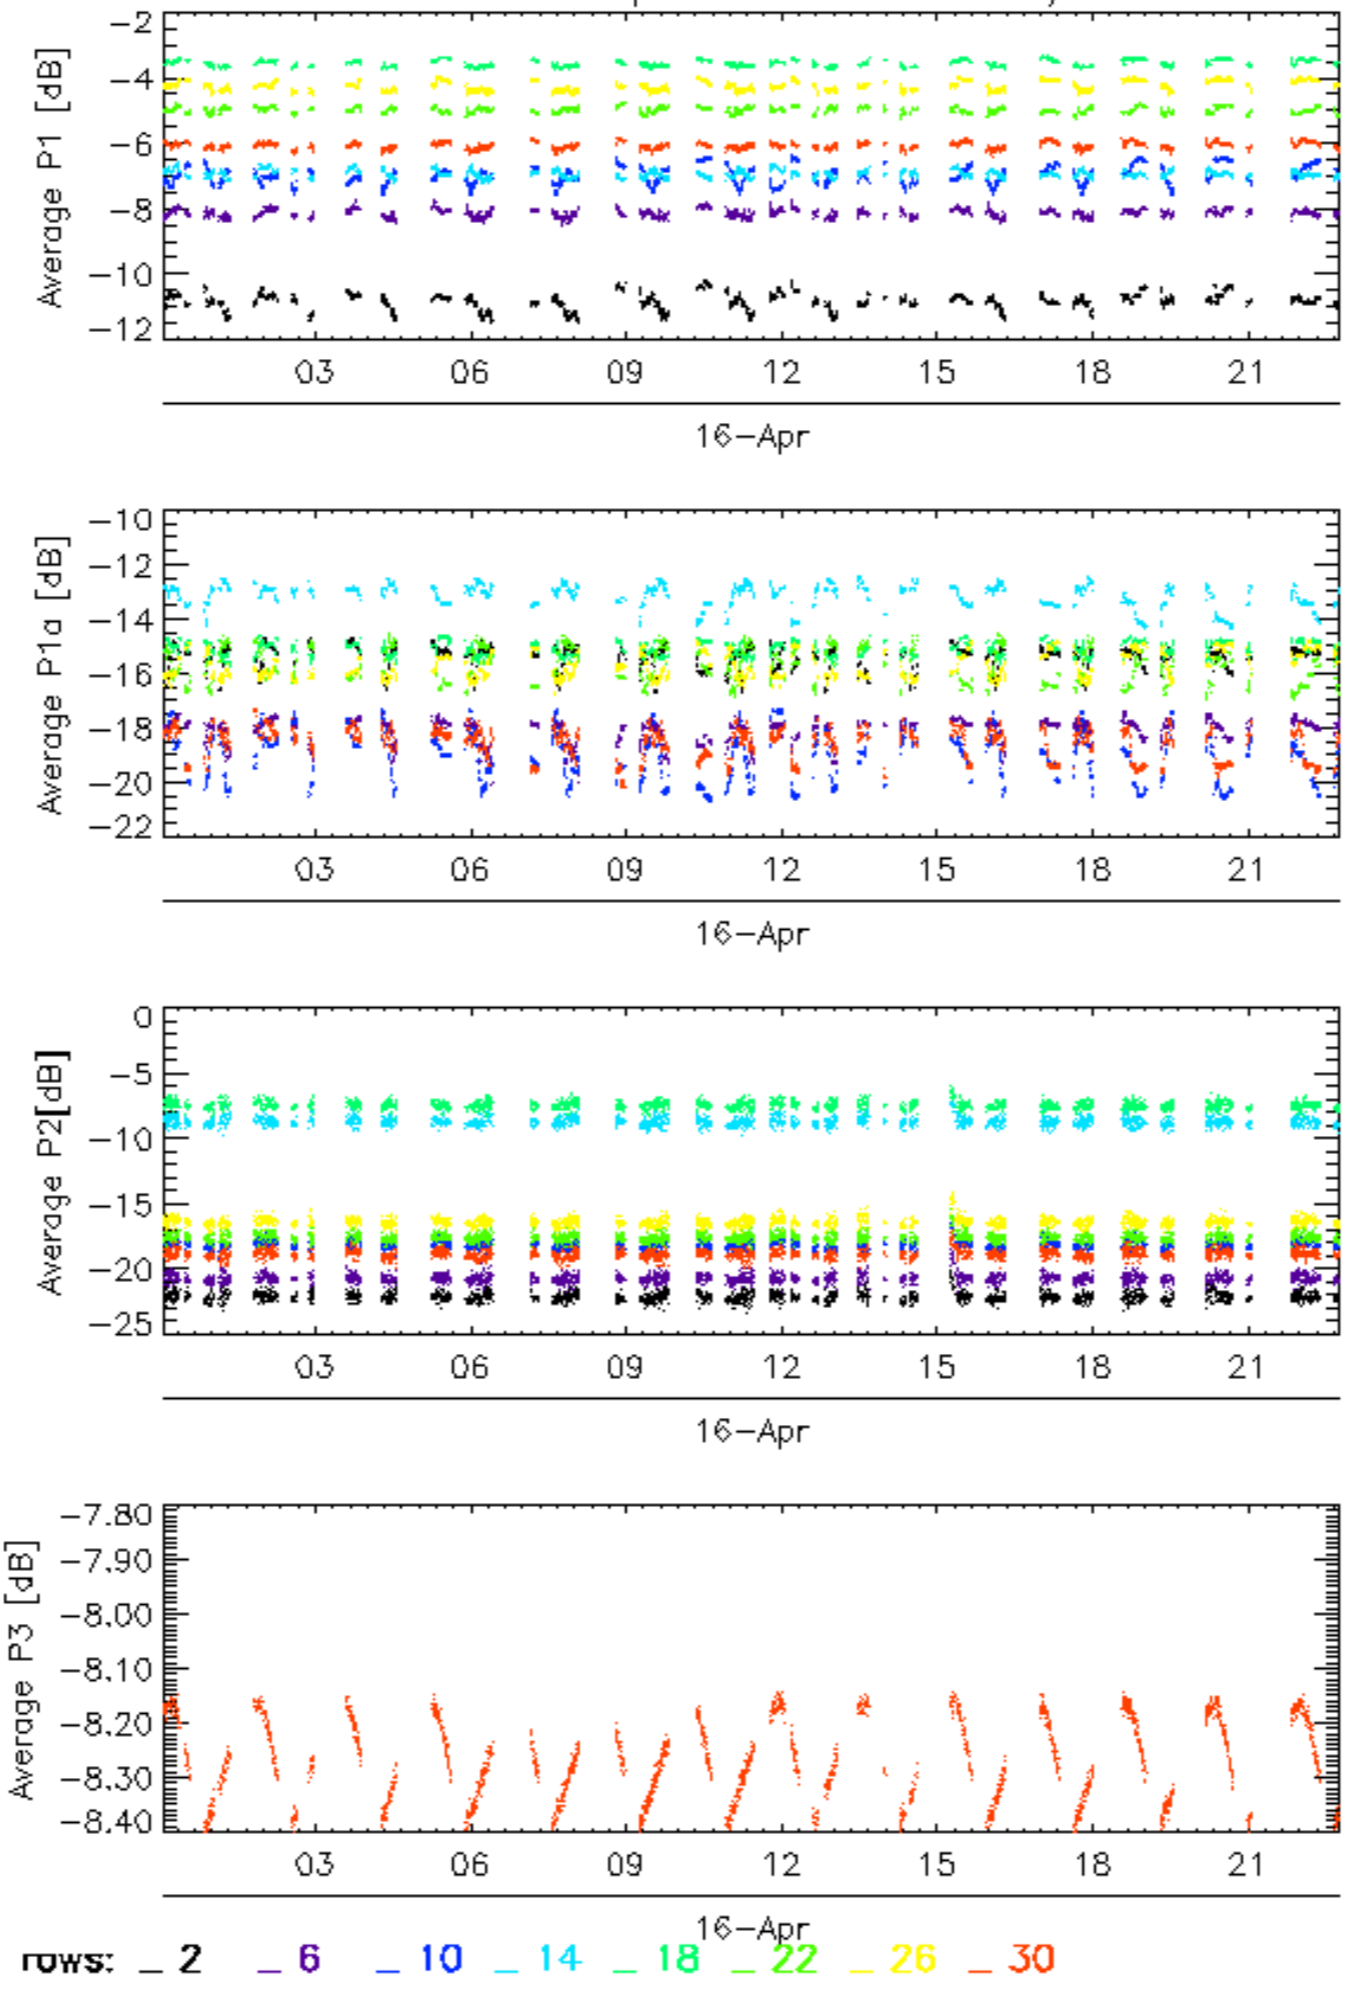 Average P1 [dB]
−2
−4
−6
−8
−10
−12
03 06 09 12 15 18 21
16−Apr
Average P1a [dB]
−10
−12
−14
−16
−18
−20
−22
03 06 09 12 15 18 21
16−Apr
Average P2[dB]
0
−5
−10
−15
−20
−25
03 06 09 12 15 18 21
16−Apr
Average P3 [dB]
−7.80
−7.90
−8.00
−8.10
−8.20
−8.30
−8.40
03 06 09 12 15 18 21
16−Apr
rows: _ 2 _ 6 _ 10 _ 14 _ 18 _ 22 _ 26 _ 30